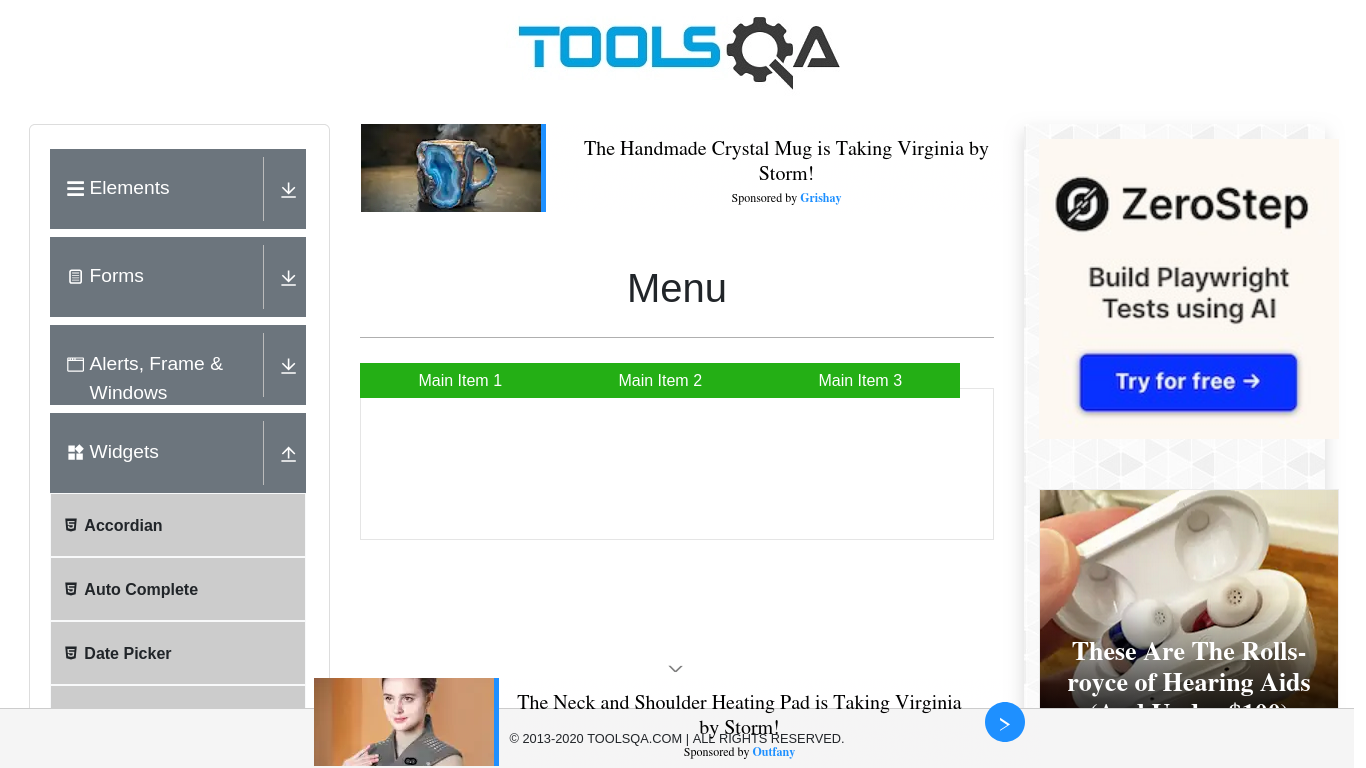 TOOLSQA
Elements
Forms
Alerts, Frame &
Windows
Widgets
Accordian
Auto Complete
Date Picker
The Handmade Crystal Mug is Taking Virginia by
Storm!
Sponsored by Grishay
Menu
Main Item 1
Main Item 2
Main Item 3
ZeroStep
Build Playwright
Tests using AI
Try for free →
These Are The Rolls-
royce of Hearing Aids
(And Under $100)
The Neck and Shoulder Heating Pad is Taking Virginia
by Storm!
Sponsored by Outfany
© 2013-2020 TOOLSQA.COM | ALL RIGHTS RESERVED.